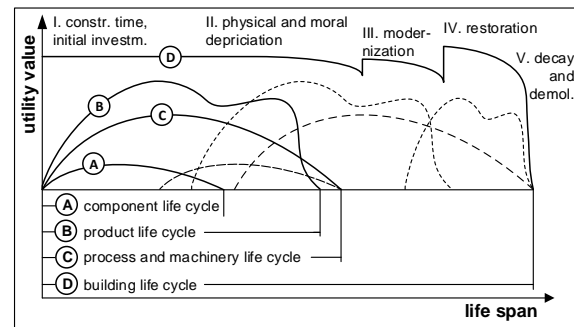 I. constr. time,
initial investm.
II. physical and moral
depriciation
III. moder-
nization
IV. restoration
V. decay
and
demol.
utility value
D
B
C
A
A component life cycle
B product life cycle
C process and machinery life cycle
D building life cycle
life span